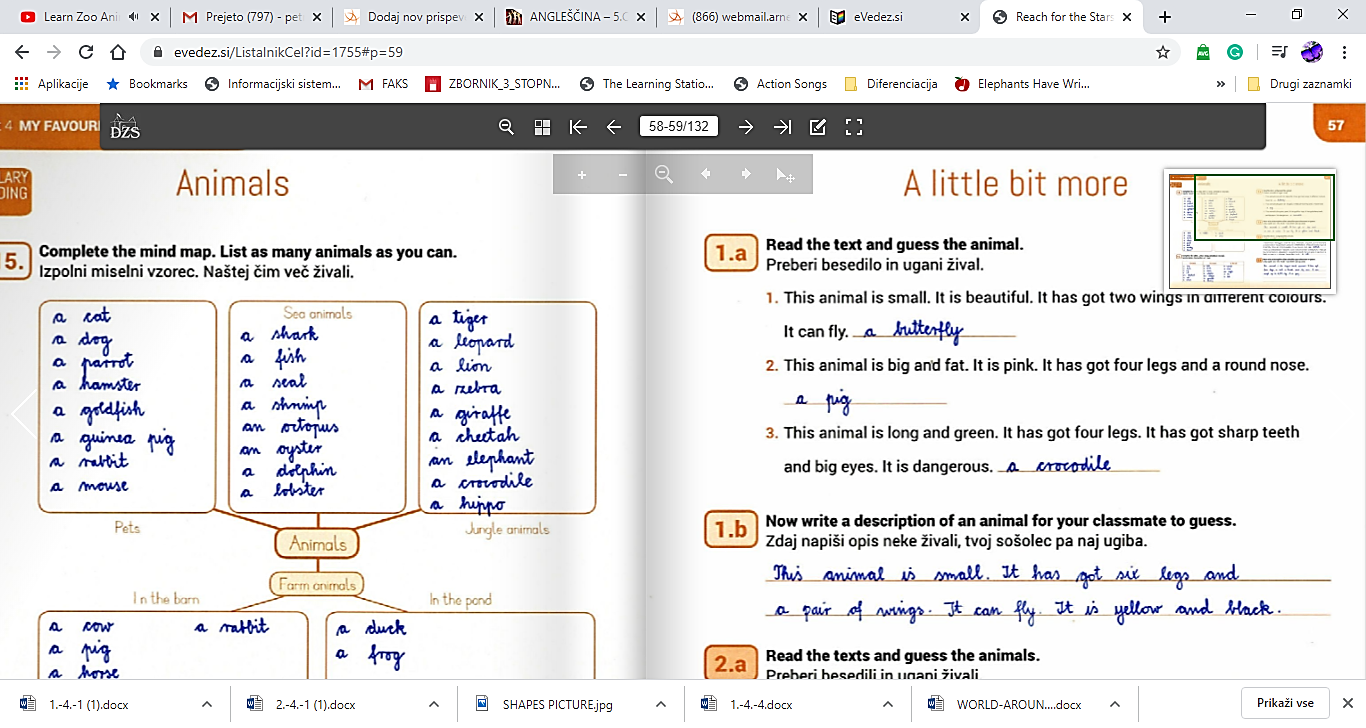 Learn Zoo Ani
Prejeto (797) - pet
Dodaj nov prispev
ANGLEŠČINA – 5.
(866) webmail.arne
eVedez.si
Reach for the Stars
evedez.si/ListalnikCel?id=1755#p=59
Aplikacije
Bookmarks
Informacijski sistem...
FAKS
ZBORNIK_3_STOPN...
The Learning Statio...
Action Songs
Diferenciacija
Elephants Have Wri...
»
Drugi zaznamki
4 MY FAVOURI
DZS
58-59/132
57
LARY
DING
Animals
5.
Complete the mind map. List as many animals as you can.
Izpolni miselni vzorec. Naštej čim več živali.
a cat
a dog
a parrot
a hamster
a goldfish
a guinea pig
a rabbit
a mouse
Pets
Sea animals
a shark
a fish
a seal
a shrimp
an octopus
an oyster
a dolphin
a lobster
a tiger
a leopard
a lion
a zebra
a giraffe
a cheetah
an elephant
a crocodile
a hippo
Jungle animals
Animals
Farm animals
In the barn
a cow
a rabbit
a pig
a horse
In the pond
a duck
a frog
A little bit more
1.a
Read the text and guess the animal.
Preberi besedilo in ugani žival.
1. This animal is small. It is beautiful. It has got two wings in different colours.
It can fly. a butterfly
2. This animal is big and fat. It is pink. It has got four legs and a round nose.
a pig
3. This animal is long and green. It has got four legs. It has got sharp teeth
and big eyes. It is dangerous. a crocodile
1.b
Now write a description of an animal for your classmate to guess.
Zdaj napiši opis neke živali, tvoj sošolec pa naj ugiba.
This animal is small. It has got six legs and
a pair of wings. It can fly. It is yellow and black.
2.a
Read the texts and guess the animals.
Preberi besedili in ugani živali
1.-4.-1 (1).docx
2.-4.-1 (1).docx
SHAPES PICTURE.jpg
1.-4.-4.docx
WORLD-AROUN....docx
Prikaži vse